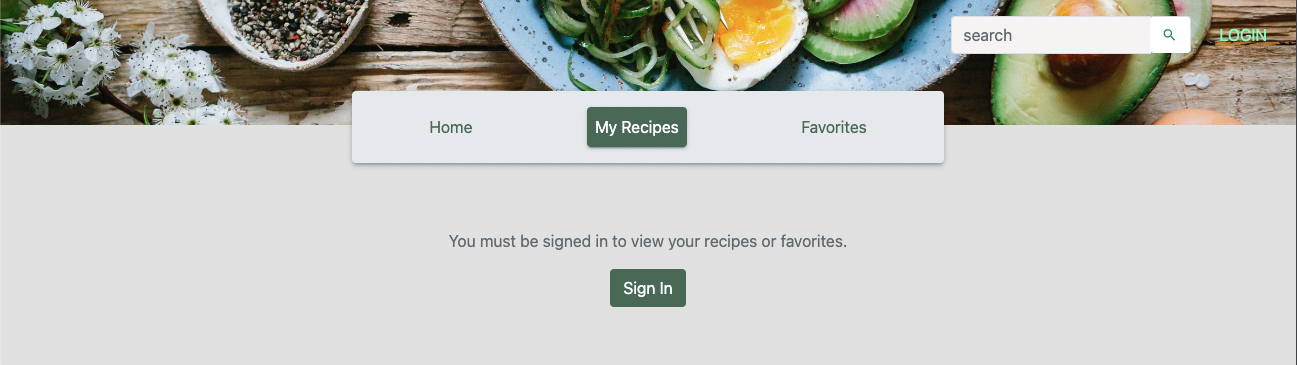 search
LOGIN
Home
My Recipes
Favorites
You must be signed in to view your recipes or favorites.
Sign In